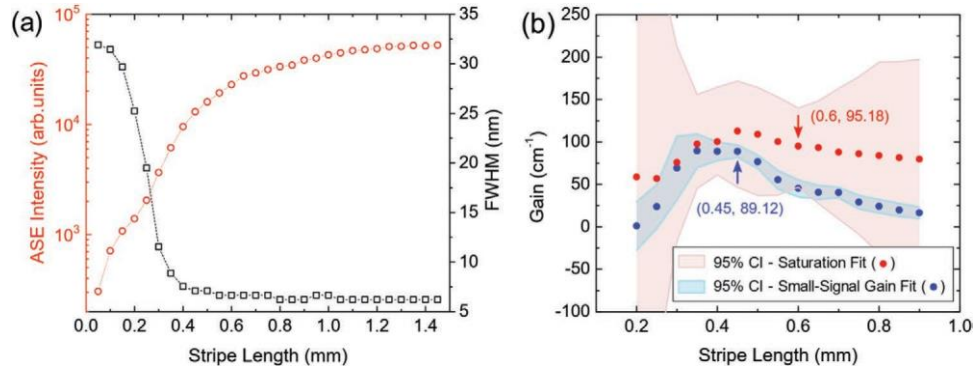 (a)
10^5
10^4
10^3
ASE Intensity (arb.units)
35
30
25
20
15
10
5
FWHM (nm)
0.0 0.2 0.4 0.6 0.8 1.0 1.2 1.4
Stripe Length (mm)
(b)
250
200
150
100
50
0
-50
-100
Gain (cm^-1)
(0.6, 95.18)
(0.45, 89.12)
95% CI - Saturation Fit (●)
95% CI - Small-Signal Gain Fit (●)
0.2 0.4 0.6 0.8 1.0
Stripe Length (mm)